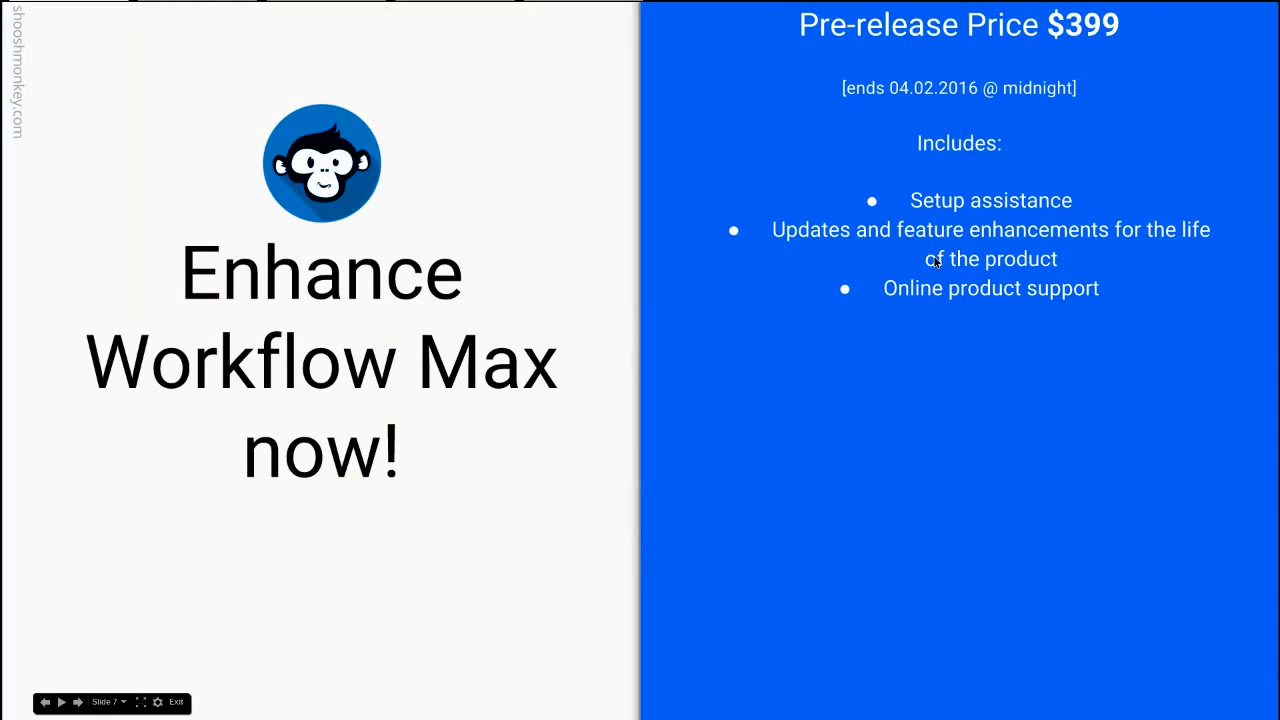 shooshmonkey.com
Enhance
Workflow Max
now!
Pre-release Price $399
[ends 04.02.2016 @ midnight]
Includes:
● Setup assistance
● Updates and feature enhancements for the life
of the product
● Online product support
Slide 7
Exit